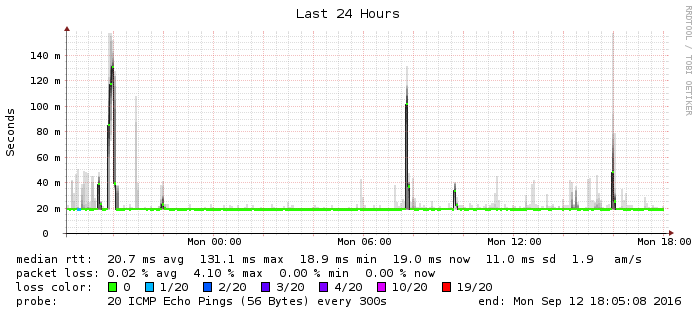 Last 24 Hours
RRDTOOL / TOBI OETIKER
Seconds
140 m
120 m
100 m
80 m
60 m
40 m
20 m
0
Mon 00:00 Mon 06:00 Mon 12:00 Mon 18:00
median rtt: 20.7 ms avg 131.1 ms max 18.9 ms min 19.0 ms now 11.0 ms sd 1.9 am/s
packet loss: 0.02 % avg 4.10 % max 0.00 % min 0.00 % now
loss color: 0 1/20 2/20 3/20 4/20 10/20 19/20
probe: 20 ICMP Echo Pings (56 Bytes) every 300s end: Mon Sep 12 18:05:08 2016